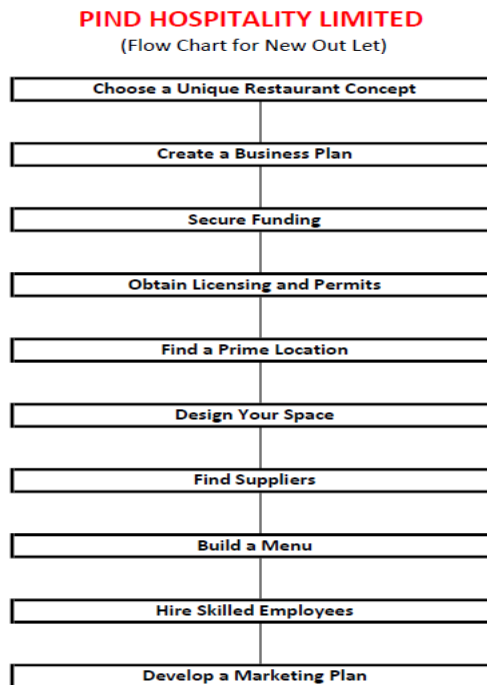 PIND HOSPITALITY LIMITED
(Flow Chart for New Out Let)
Choose a Unique Restaurant Concept
Create a Business Plan
Secure Funding
Obtain Licensing and Permits
Find a Prime Location
Design Your Space
Find Suppliers
Build a Menu
Hire Skilled Employees
Develop a Marketing Plan